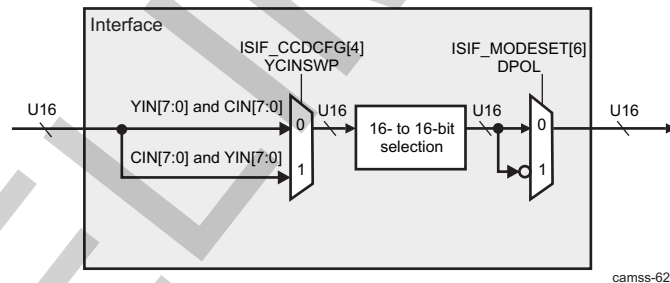 Interface
ISIF_CCDCFG[4]
YCINSWP
ISIF_MODESET[6]
DPOL
U16
YIN[7:0] and CIN[7:0]
0
U16
16- to 16-bit
selection
U16
0
U16
CIN[7:0] and YIN[7:0]
1
1
camss-62